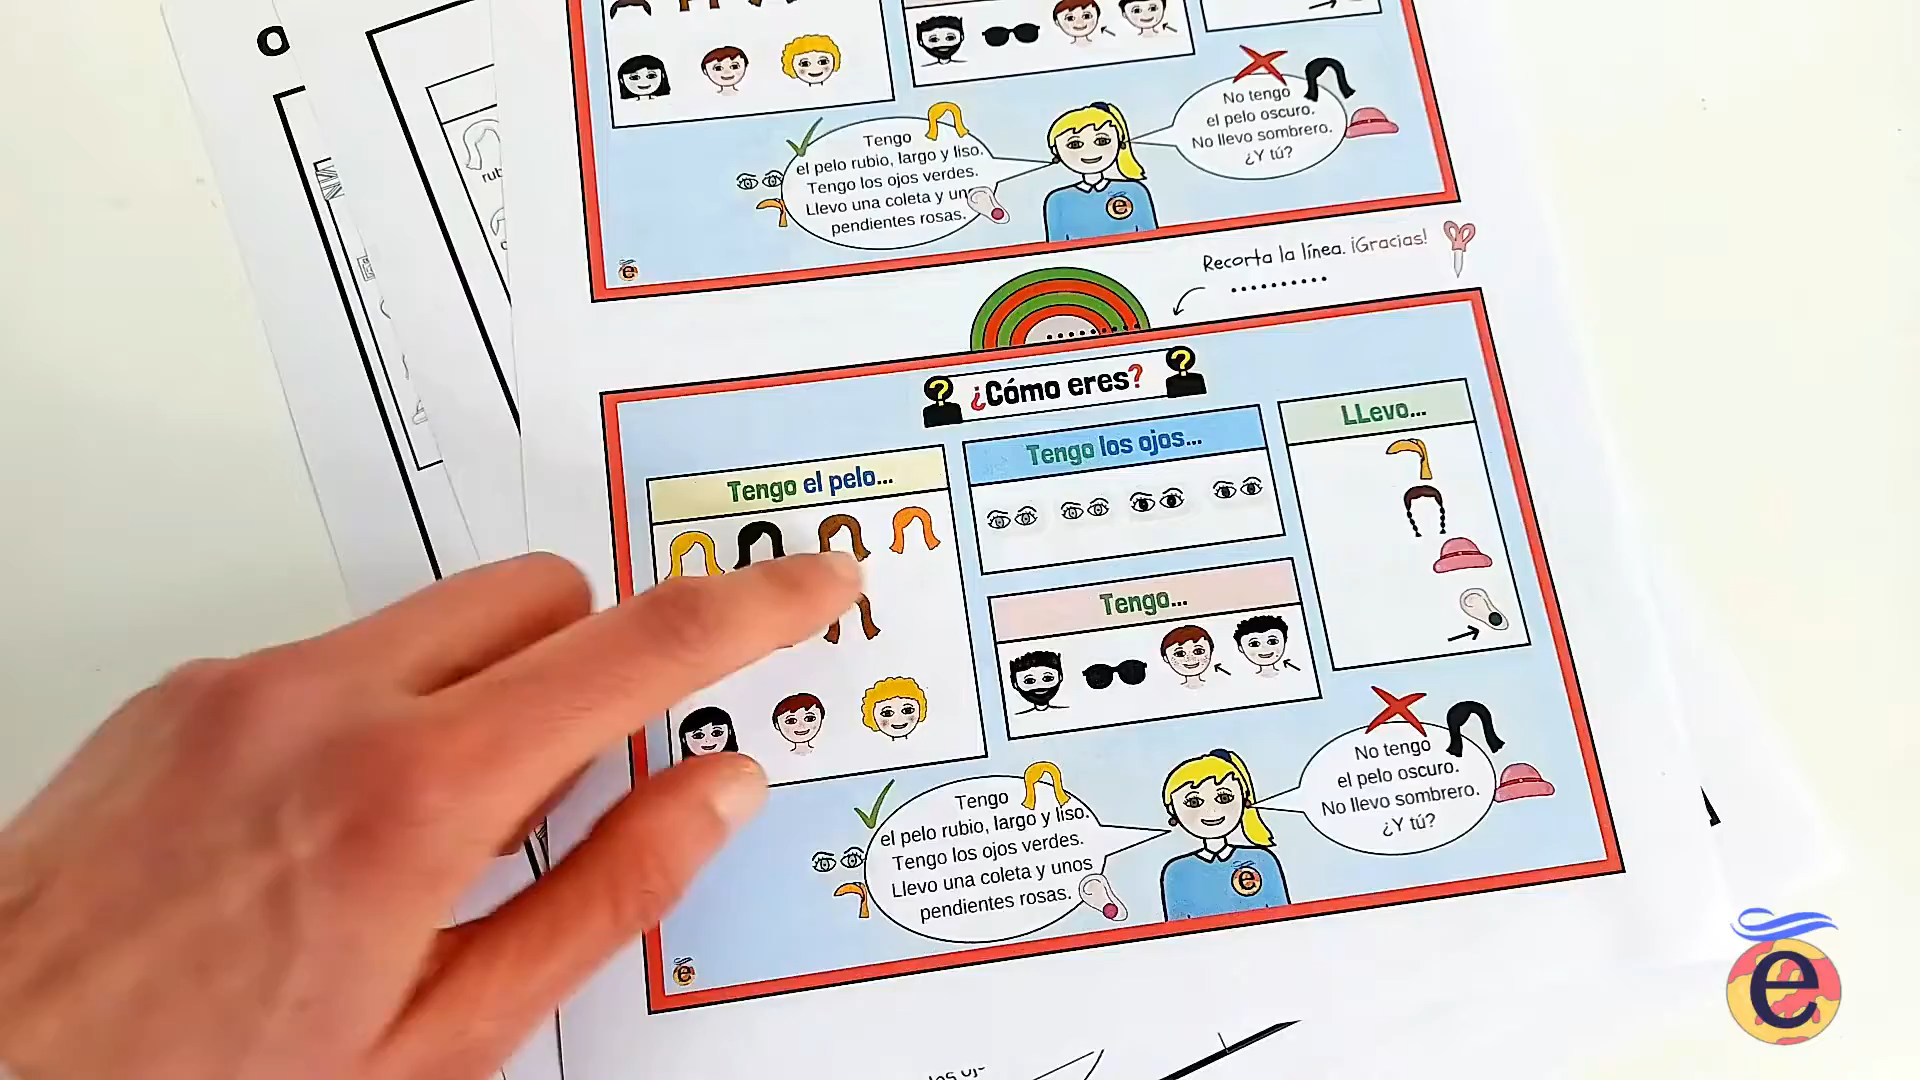 No tengo
el pelo oscuro.
No llevo sombrero.
¿Y tú?
Tengo
el pelo rubio, largo y liso.
Tengo los ojos verdes.
Llevo una coleta y
pendientes rosas.
Recorta la línea. ¡Gracias!
¿Cómo eres?
Tengo el pelo...
Tengo los ojos...
LLevo...
Tengo...
No tengo
el pelo oscuro.
No llevo sombrero.
¿Y tú?
Tengo
el pelo rubio, largo y liso.
Tengo los ojos verdes.
Llevo una coleta y unos
pendientes rosas.
ë